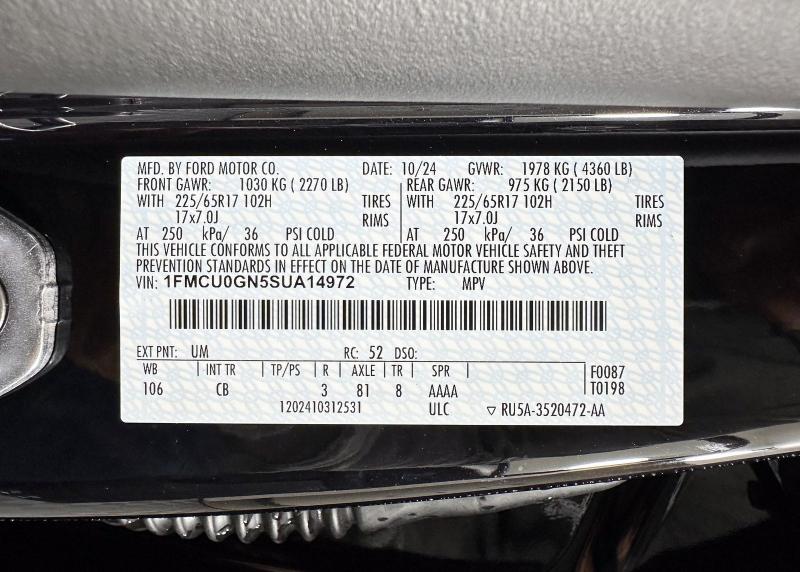 MFD. BY FORD MOTOR CO. DATE: 10/24 GVWR: 1978 KG ( 4360 LB)
FRONT GAWR: 1030 KG ( 2270 LB) REAR GAWR: 975 KG ( 2150 LB)
WITH 225/65R17 102H TIRES WITH 225/65R17 102H TIRES
17x7.0J RIMS 17x7.0J RIMS
AT 250 kPa/ 36 PSI COLD AT 250 kPa/ 36 PSI COLD
THIS VEHICLE CONFORMS TO ALL APPLICABLE FEDERAL MOTOR VEHICLE SAFETY AND THEFT
PREVENTION STANDARDS IN EFFECT ON THE DATE OF MANUFACTURE SHOWN ABOVE.
VIN: 1FMCU0GN5SUA14972 TYPE: MPV
EXT PNT: UM RC: 52 DSO:
WB INT TR TP/PS R AXLE TR SPR F0087
106 CB 3 81 8 AAAA T0198
1202410312531 ULC ▽ RU5A-3520472-AA